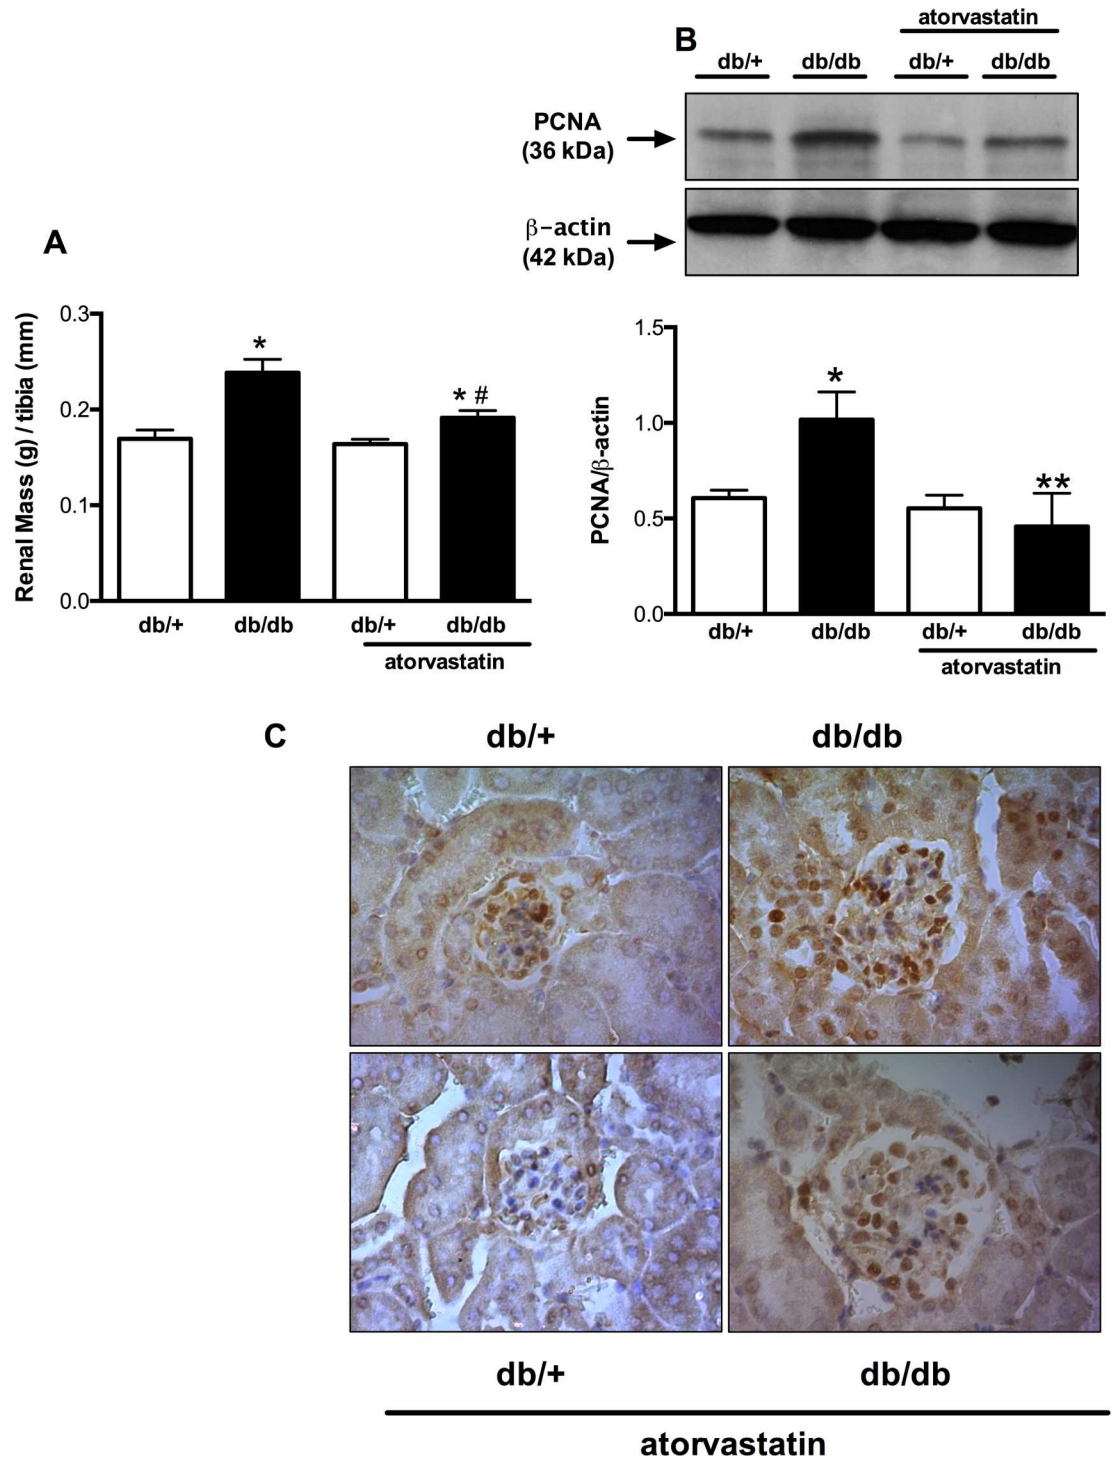 B
atorvastatin
db/+ db/db db/+ db/db
PCNA
(36 kDa)
β-actin
(42 kDa)
A
Renal Mass (g) / tibia (mm)
0.3
0.2
0.1
0.0
*
* #
db/+ db/db db/+ db/db
atorvastatin
PCNA/β-actin
1.5
1.0
0.5
0.0
*
**
db/+ db/db db/+ db/db
atorvastatin
C
db/+ db/db
db/+ db/db
atorvastatin